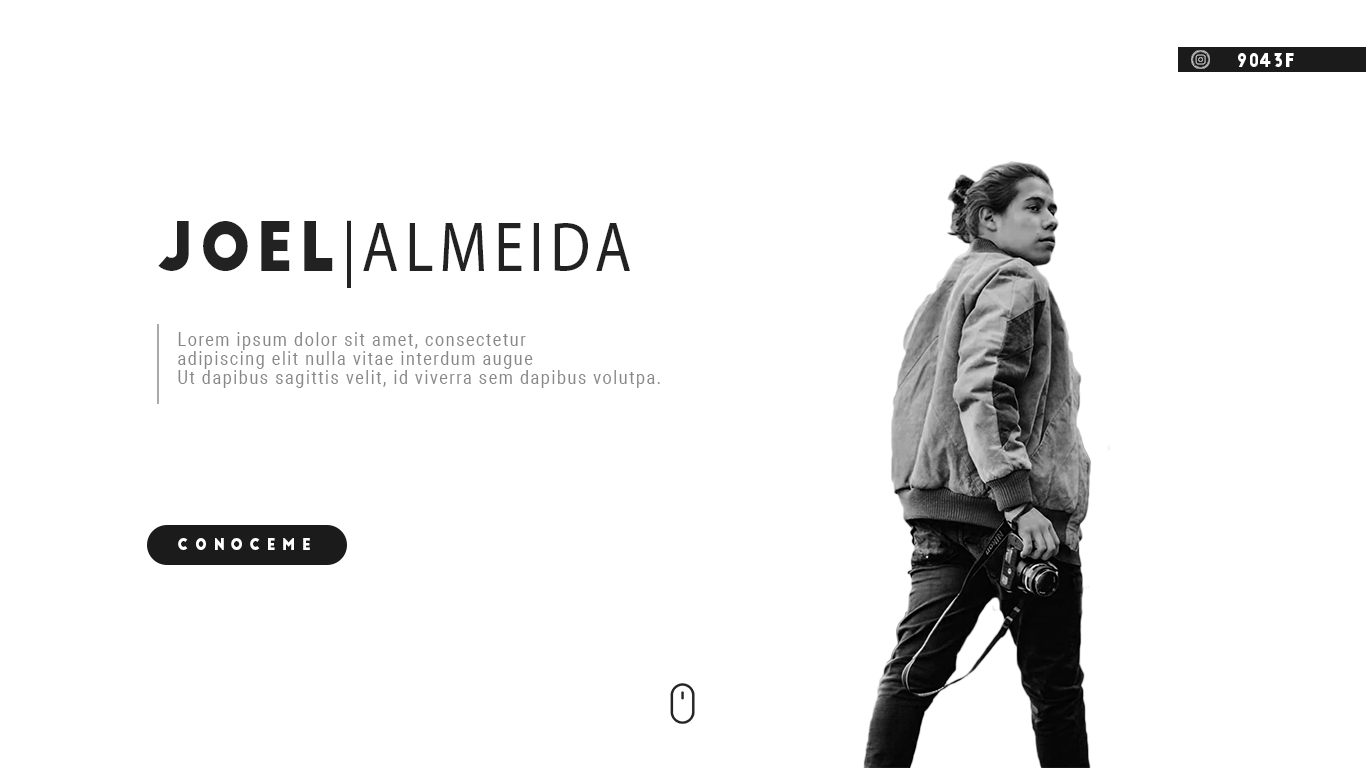 9043F
JOEL|ALMEIDA
Lorem ipsum dolor sit amet, consectetur
adipiscing elit nulla vitae interdum augue
Ut dapibus sagittis velit, id viverra sem dapibus volutpa.
CONOCEME
Nikon